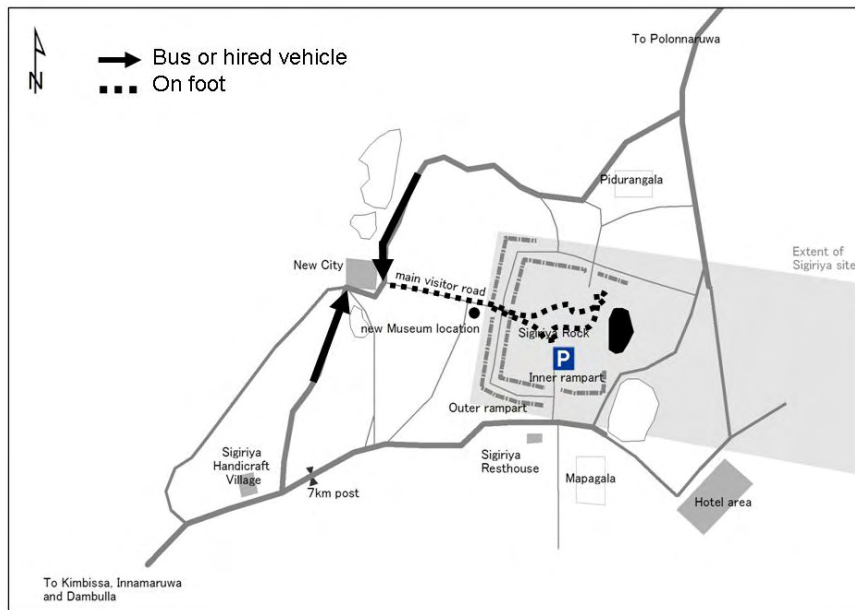 To Polonnaruwa
N
Bus or hired vehicle
On foot
Pidurangala
Extent of
Sigiriya site
New City
main visitor road
new Museum location
Sigiriya Rock
P
Inner rampart
Outer rampart
Sigiriya
Handicraft
Village
7km post
Sigiriya
Resthouse
Mapagala
Hotel area
To Kimbissa, Innamaruwa
and Dambulla